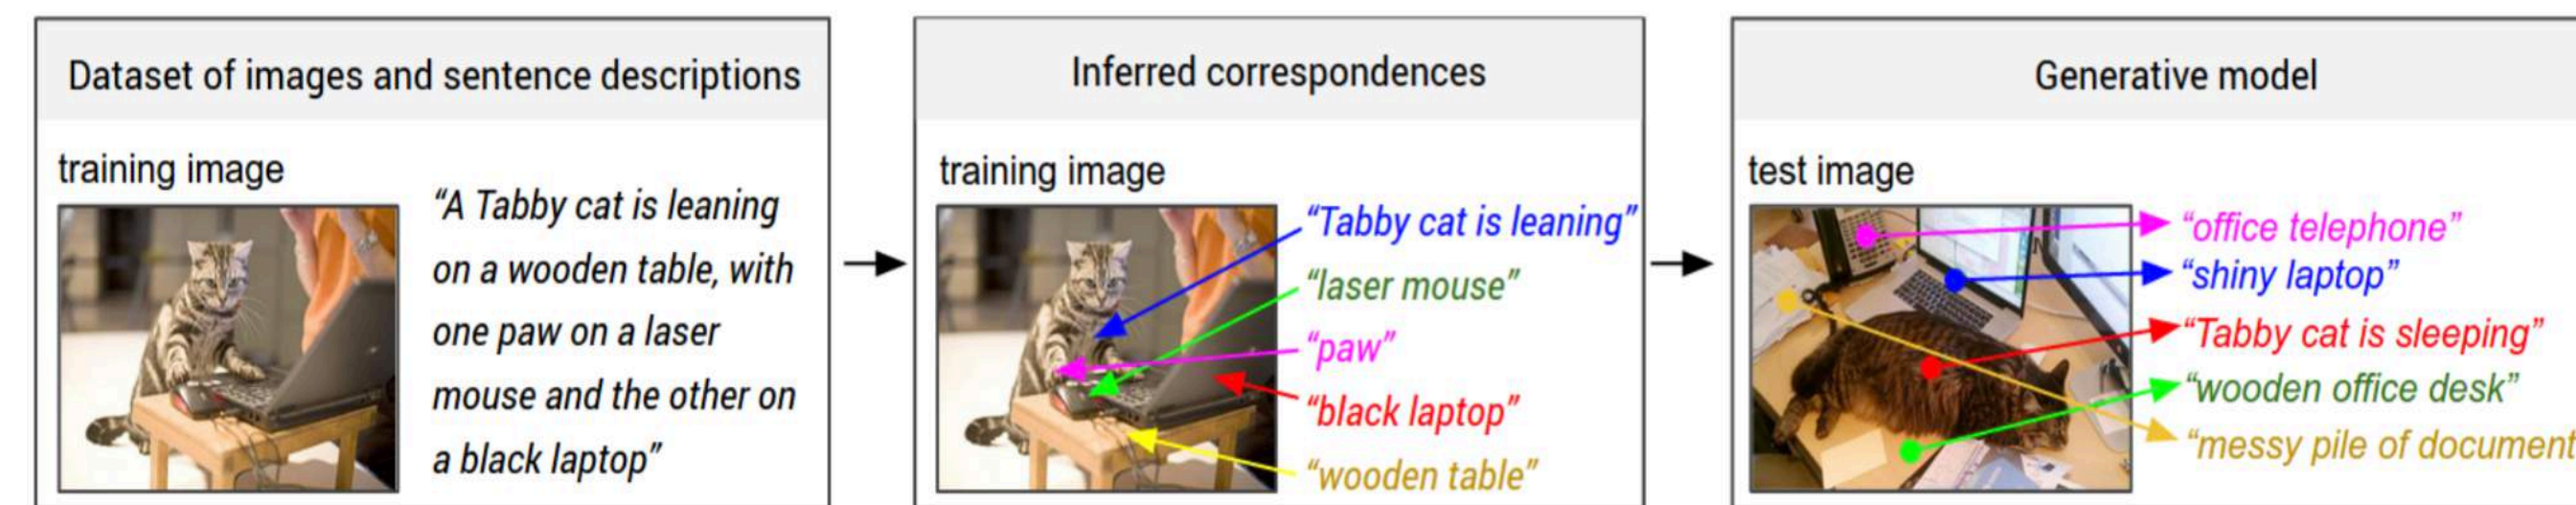 Dataset of images and sentence descriptions
training image
“A Tabby cat is leaning
on a wooden table, with
one paw on a laser
mouse and the other on
a black laptop”
Inferred correspondences
training image
“Tabby cat is leaning”
“laser mouse”
“paw”
“black laptop”
“wooden table”
Generative model
test image
“office telephone”
“shiny laptop”
“Tabby cat is sleeping”
“wooden office desk”
“messy pile of document